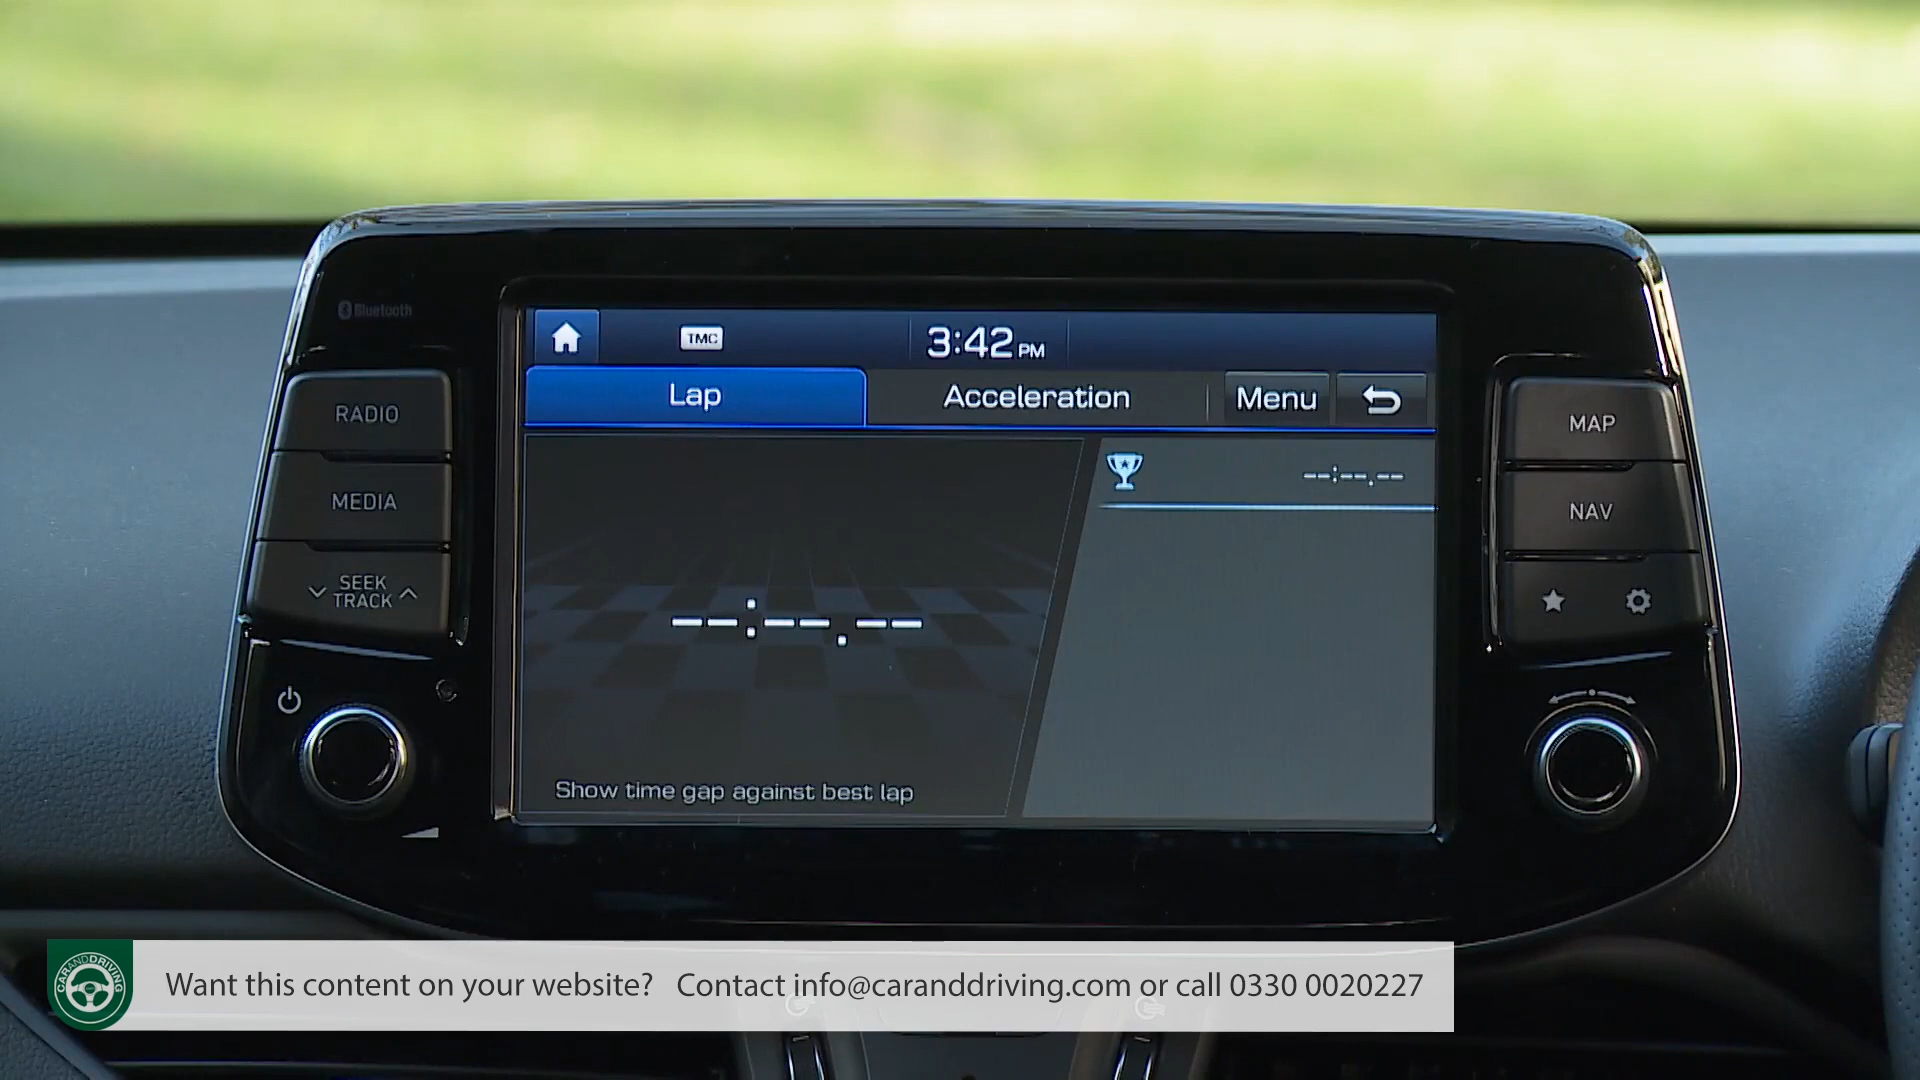 Bluetooth
TMC
3:42 PM
Lap
Acceleration
Menu
RADIO
MEDIA
SEEK
TRACK
MAP
NAV
--:--.--
--:--.--
Show time gap against best lap
CARANDDRIVING
Want this content on your website? Contact info@caranddriving.com or call 0330 0020227